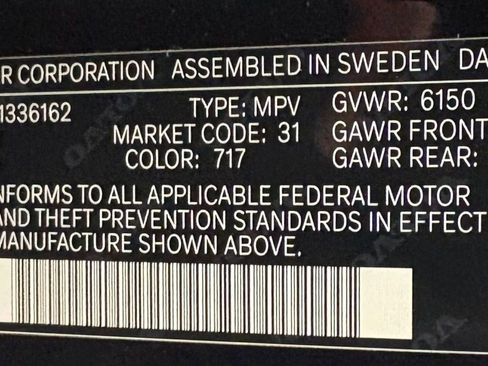 R CORPORATION ASSEMBLED IN SWEDEN DA
1336162 TYPE: MPV GVWR: 6150
MARKET CODE: 31 GAWR FRONT
COLOR: 717 GAWR REAR:
NFORMS TO ALL APPLICABLE FEDERAL MOTOR
AND THEFT PREVENTION STANDARDS IN EFFECT
MANUFACTURE SHOWN ABOVE.